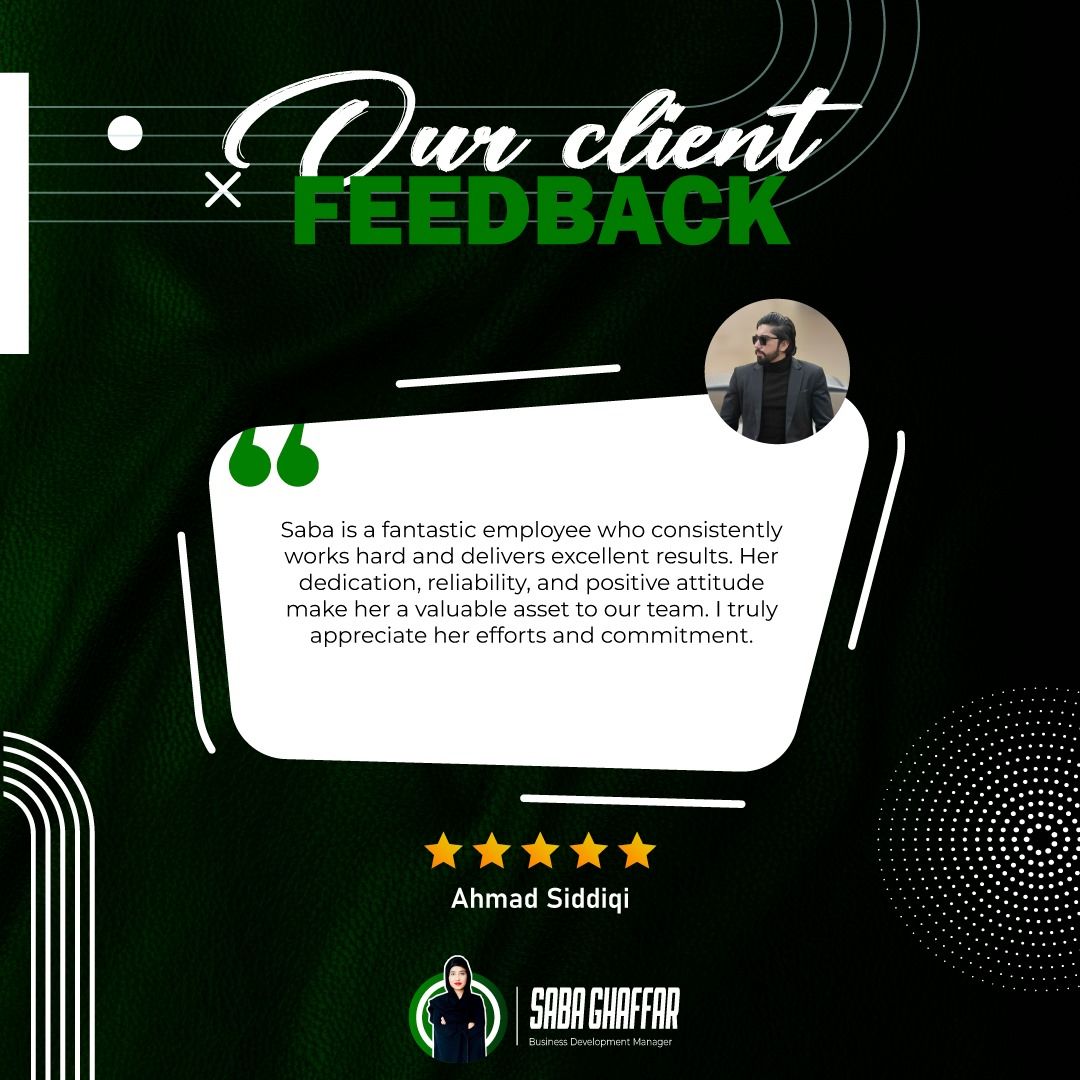 Our client
FEEDBACK
“
Saba is a fantastic employee who consistently
works hard and delivers excellent results. Her
dedication, reliability, and positive attitude
make her a valuable asset to our team. I truly
appreciate her efforts and commitment.
Ahmad Siddiqi
SABA GHAFFAR
Business Development Manager